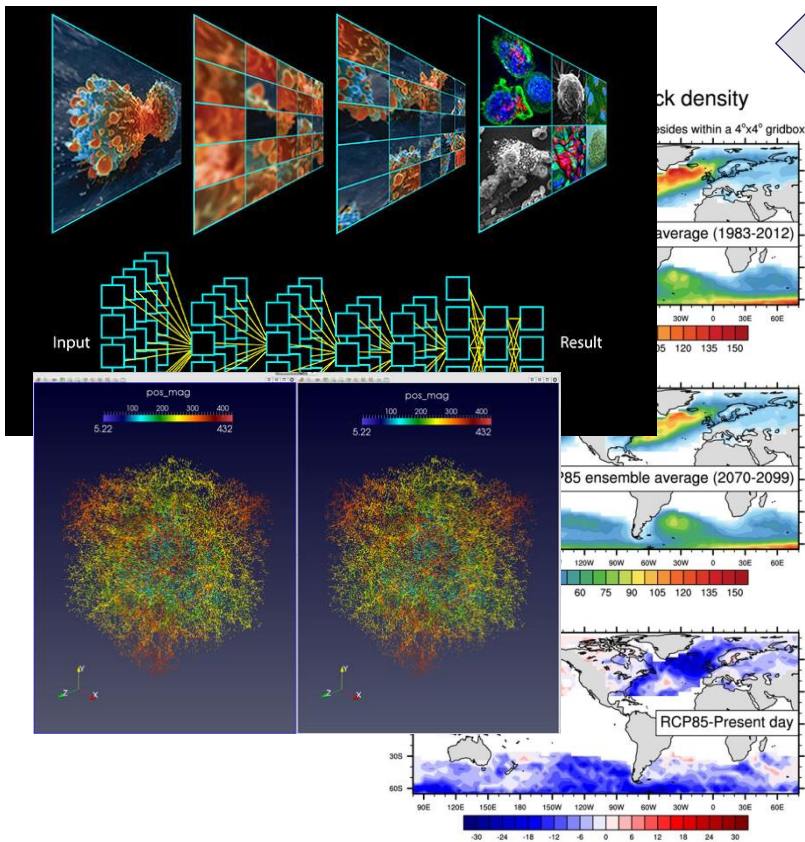 ck density
esides within a 4°x4° gridbox
average (1983-2012)
30W 0 30E 60E
05 120 135 150
Input
Result
pos_mag
100 200 300 400
5.22 432
Y
Z X
pos_mag
100 200 300 400
5.22 432
Y
Z X
P85 ensemble average (2070-2099)
120W 90W 60W 30W 0 30E 60E
60 75 90 105 120 135 150
RCP85-Present day
30S
60S
90E 120E 150E 180 150W 120W 90W 60W 30W 0 30E 60E
-30 -24 -18 -12 -6 0 6 12 18 24 30